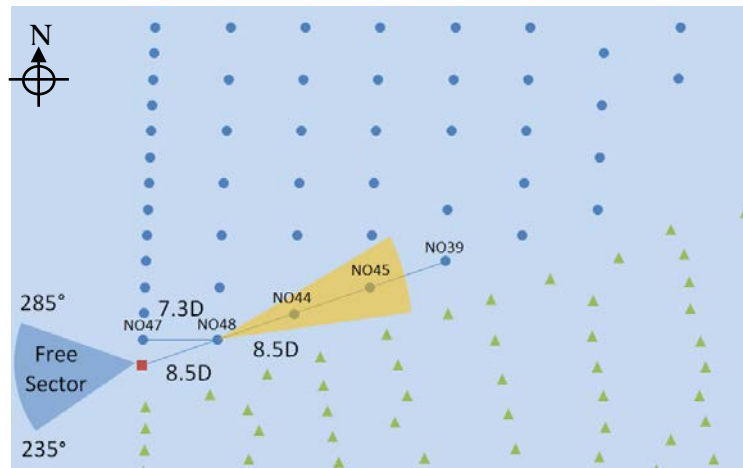 N
NO39
NO45
NO44
285°
7.3D
NO47
NO48
8.5D
Free
Sector
8.5D
235°